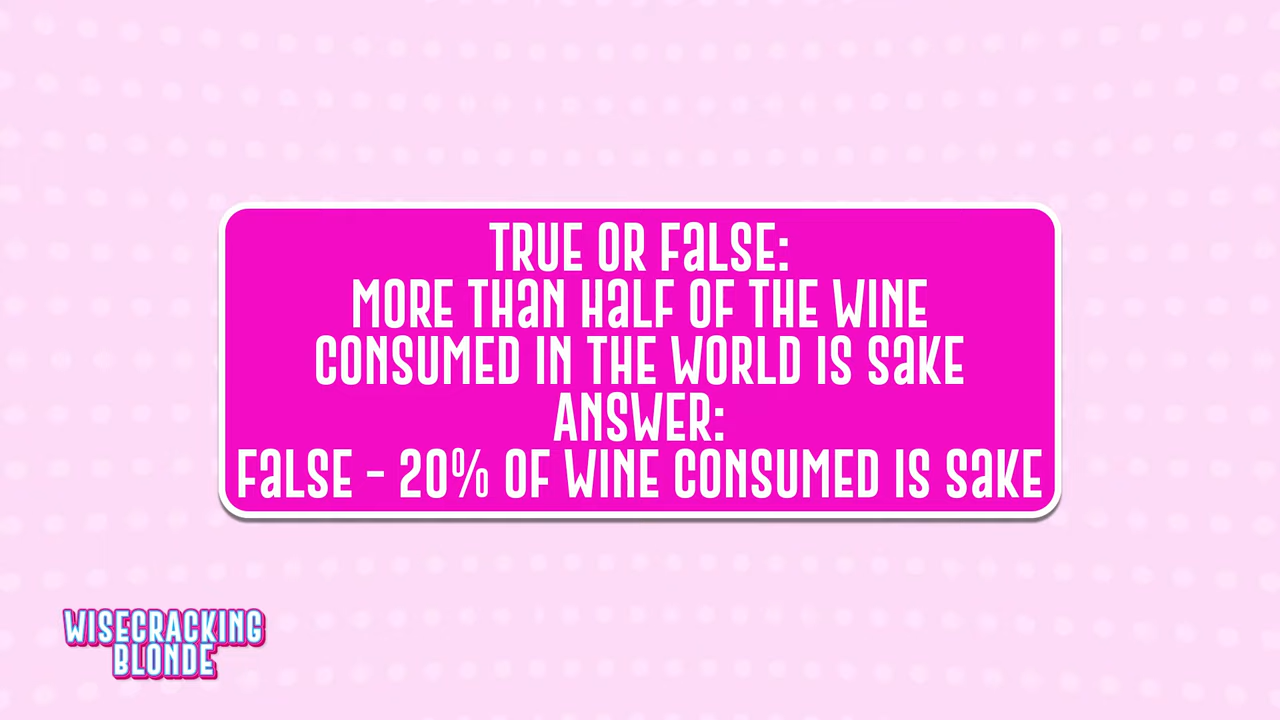 TRUE OR FALSE:
MORE THAN HALF OF THE WINE
CONSUMED IN THE WORLD IS SAKE
ANSWER:
FALSE - 20% OF WINE CONSUMED IS SAKE
WISECRACKING
BLONDE